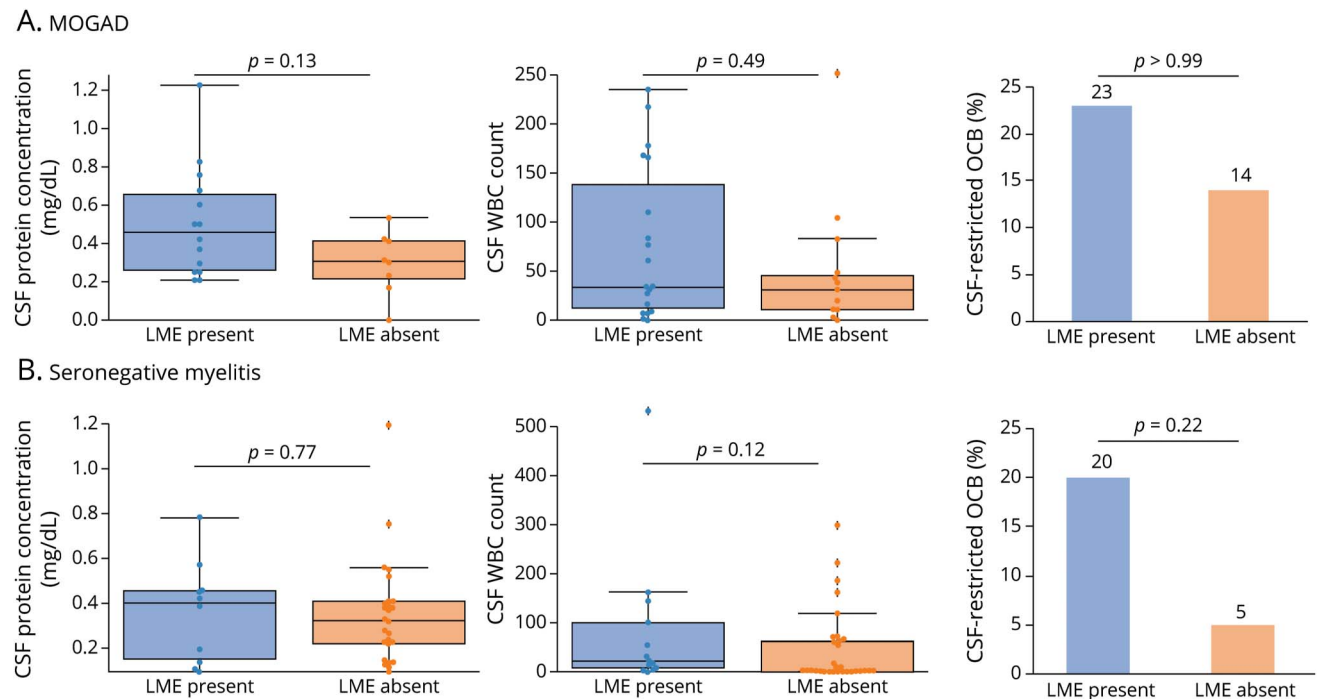 A. MOGAD
CSF protein concentration
(mg/dL)
1.2
1.0
0.8
0.6
0.4
0.2
0.0
p = 0.13
LME present
LME absent
CSF WBC count
250
200
150
100
50
0
p = 0.49
LME present
LME absent
CSF-restricted OCB (%)
25
20
15
10
5
0
p > 0.99
23
14
LME present
LME absent
B. Seronegative myelitis
CSF protein concentration
(mg/dL)
1.2
1.0
0.8
0.6
0.4
0.2
p = 0.77
LME present
LME absent
CSF WBC count
500
400
300
200
100
0
p = 0.12
LME present
LME absent
CSF-restricted OCB (%)
25
20
15
10
5
0
p = 0.22
20
5
LME present
LME absent